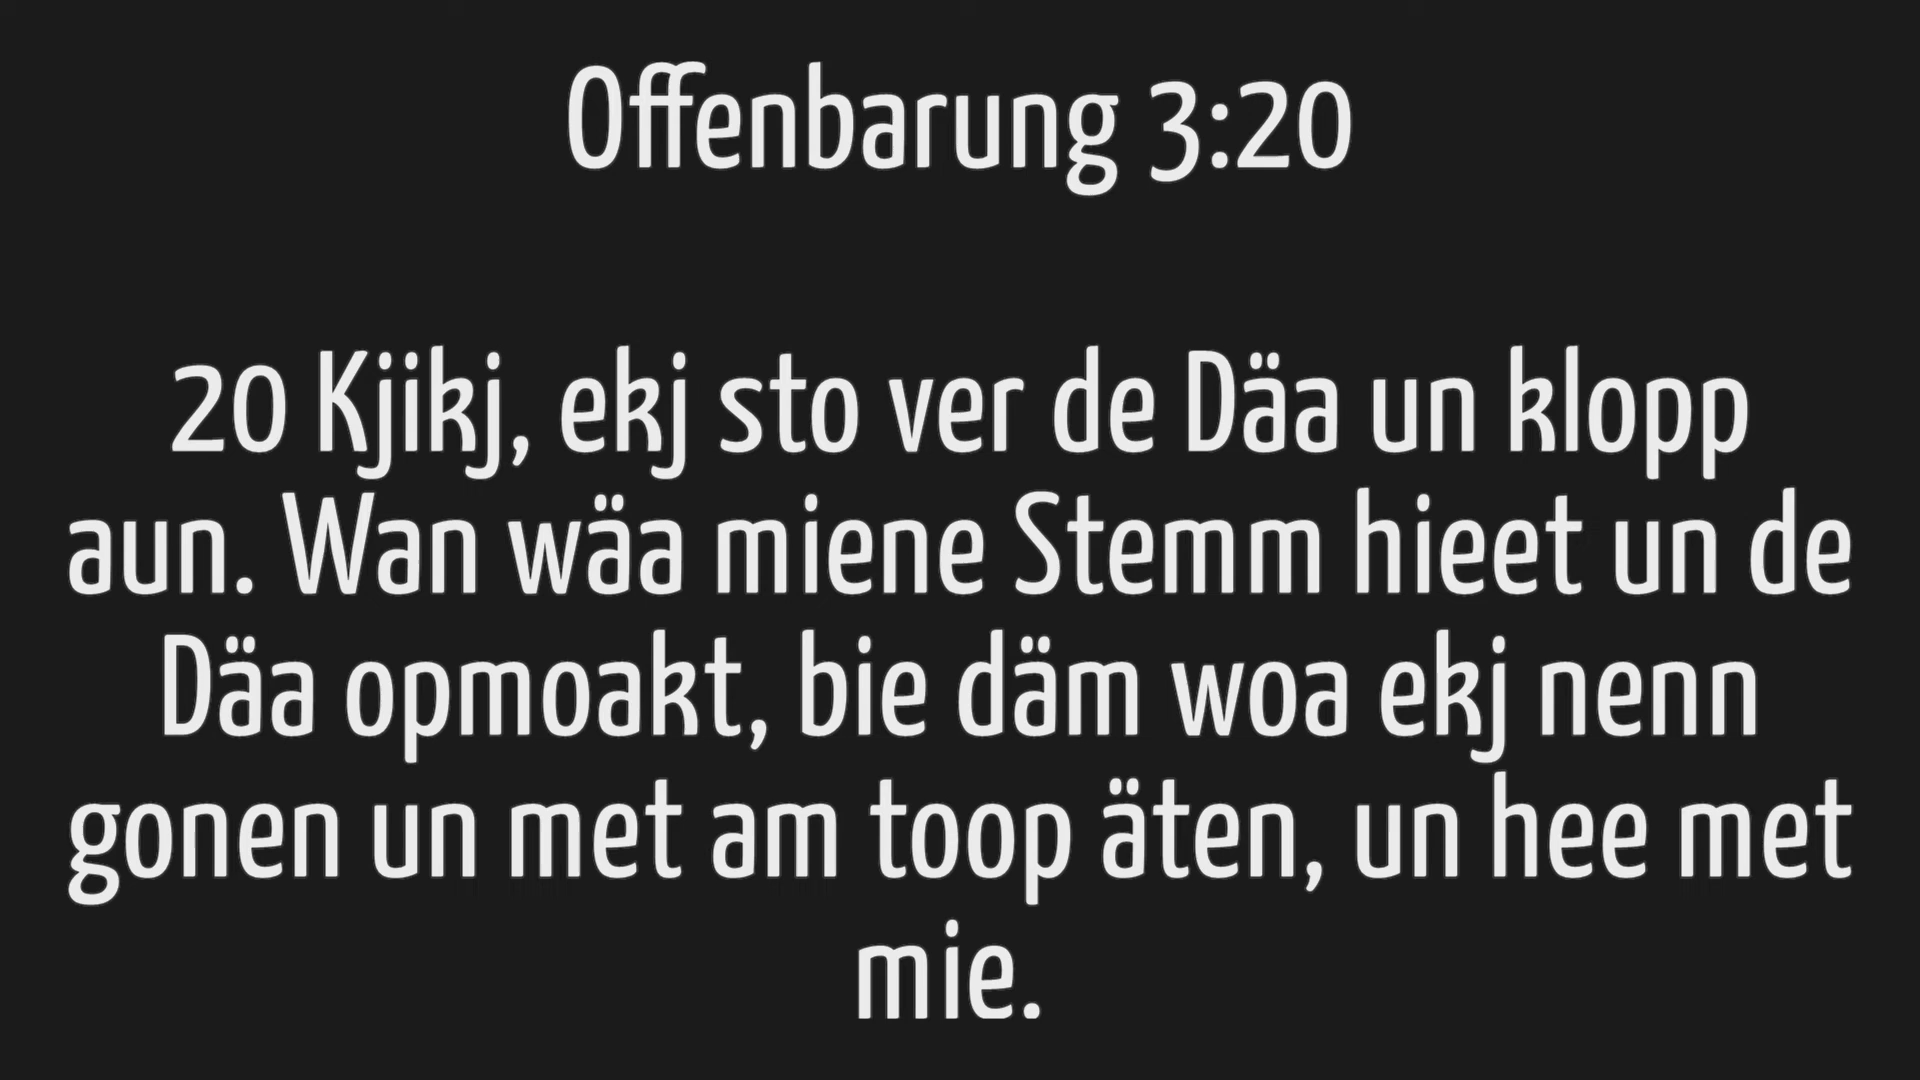 Offenbarung 3:20
20 Kjikj, ekj sto ver de Däa un klopp
aun. Wan wäa miene Stemm hieet un de
Däa opmoakt, bie däm woa ekj nenn
gonen un met am toop äten, un hee met
mie.